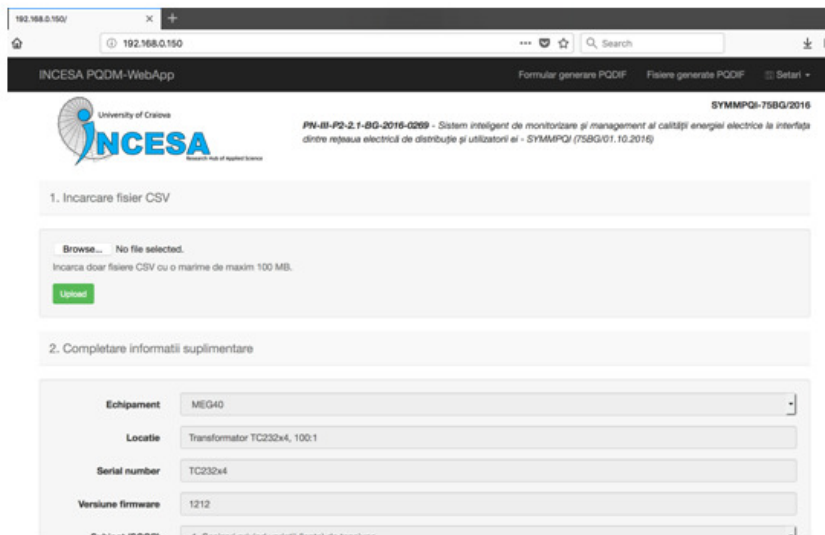 192.168.0.150/
192.168.0.150
Search
INCESA PQDM-WebApp
Formular generare PQDIF
Fisiere generate PQDIF
Setari
SYMMPQI-75BG/2016
University of Craiova
INCESA
Research Hub of Applied Science
PN-III-P2-2.1-BG-2016-0269 - Sistem inteligent de monitorizare și management al calității energiei electrice la interfața
dintre rețeaua electrică de distribuție și utilizatorii ei - SYMMPQI (75BG/01.10.2016)
1. Incarcare fisier CSV
Browse... No file selected.
Incarca doar fisiere CSV cu o marime de maxim 100 MB.
Upload
2. Completare informatii suplimentare
Echipament MEG40
Locatie Transformator TC232x4, 100:1
Serial number TC232x4
Versiune firmware 1212